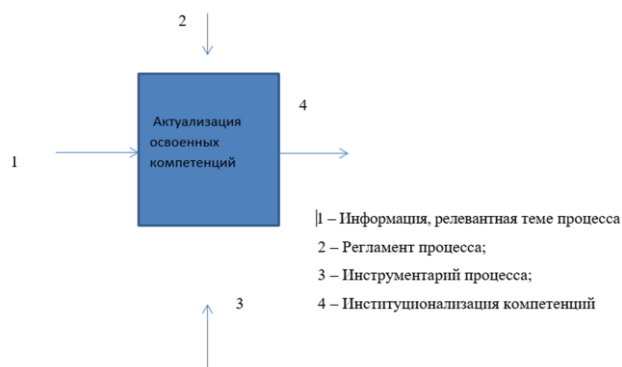 2
Актуализация
освоенных
компетенций
4
1
3
1 – Информация, релевантная теме процесса
2 – Регламент процесса;
3 – Инструментарий процесса;
4 – Институционализация компетенций